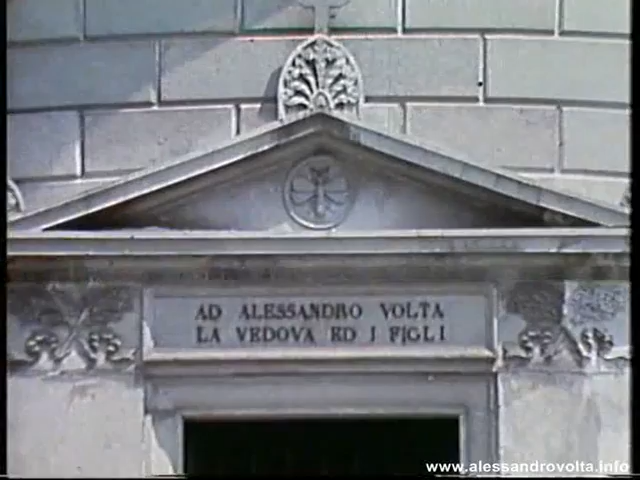 AD ALESSANDRO VOLTA
LA VEDOVA ED I FIGLI
www.alessandrovolta.info